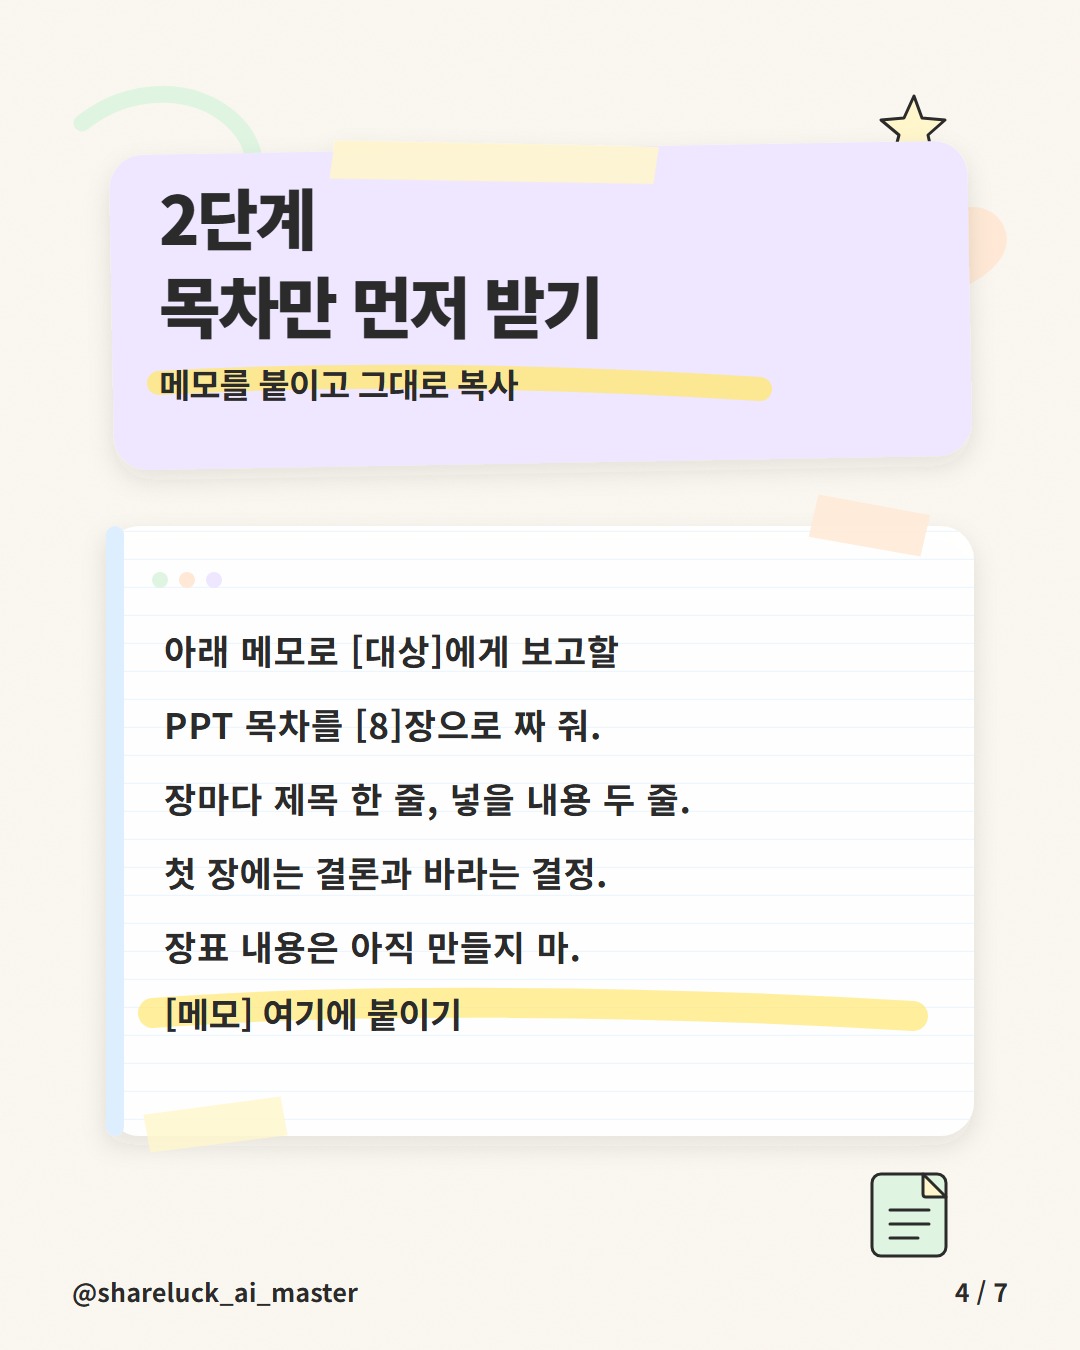 2단계
목차만 먼저 받기
메모를 붙이고 그대로 복사
아래 메모로 [대상]에게 보고할
PPT 목차를 [8]장으로 짜 줘.
장마다 제목 한 줄, 넣을 내용 두 줄.
첫 장에는 결론과 바라는 결정.
장표 내용은 아직 만들지 마.
[메모] 여기에 붙이기
@shareluck_ai_master
4 / 7